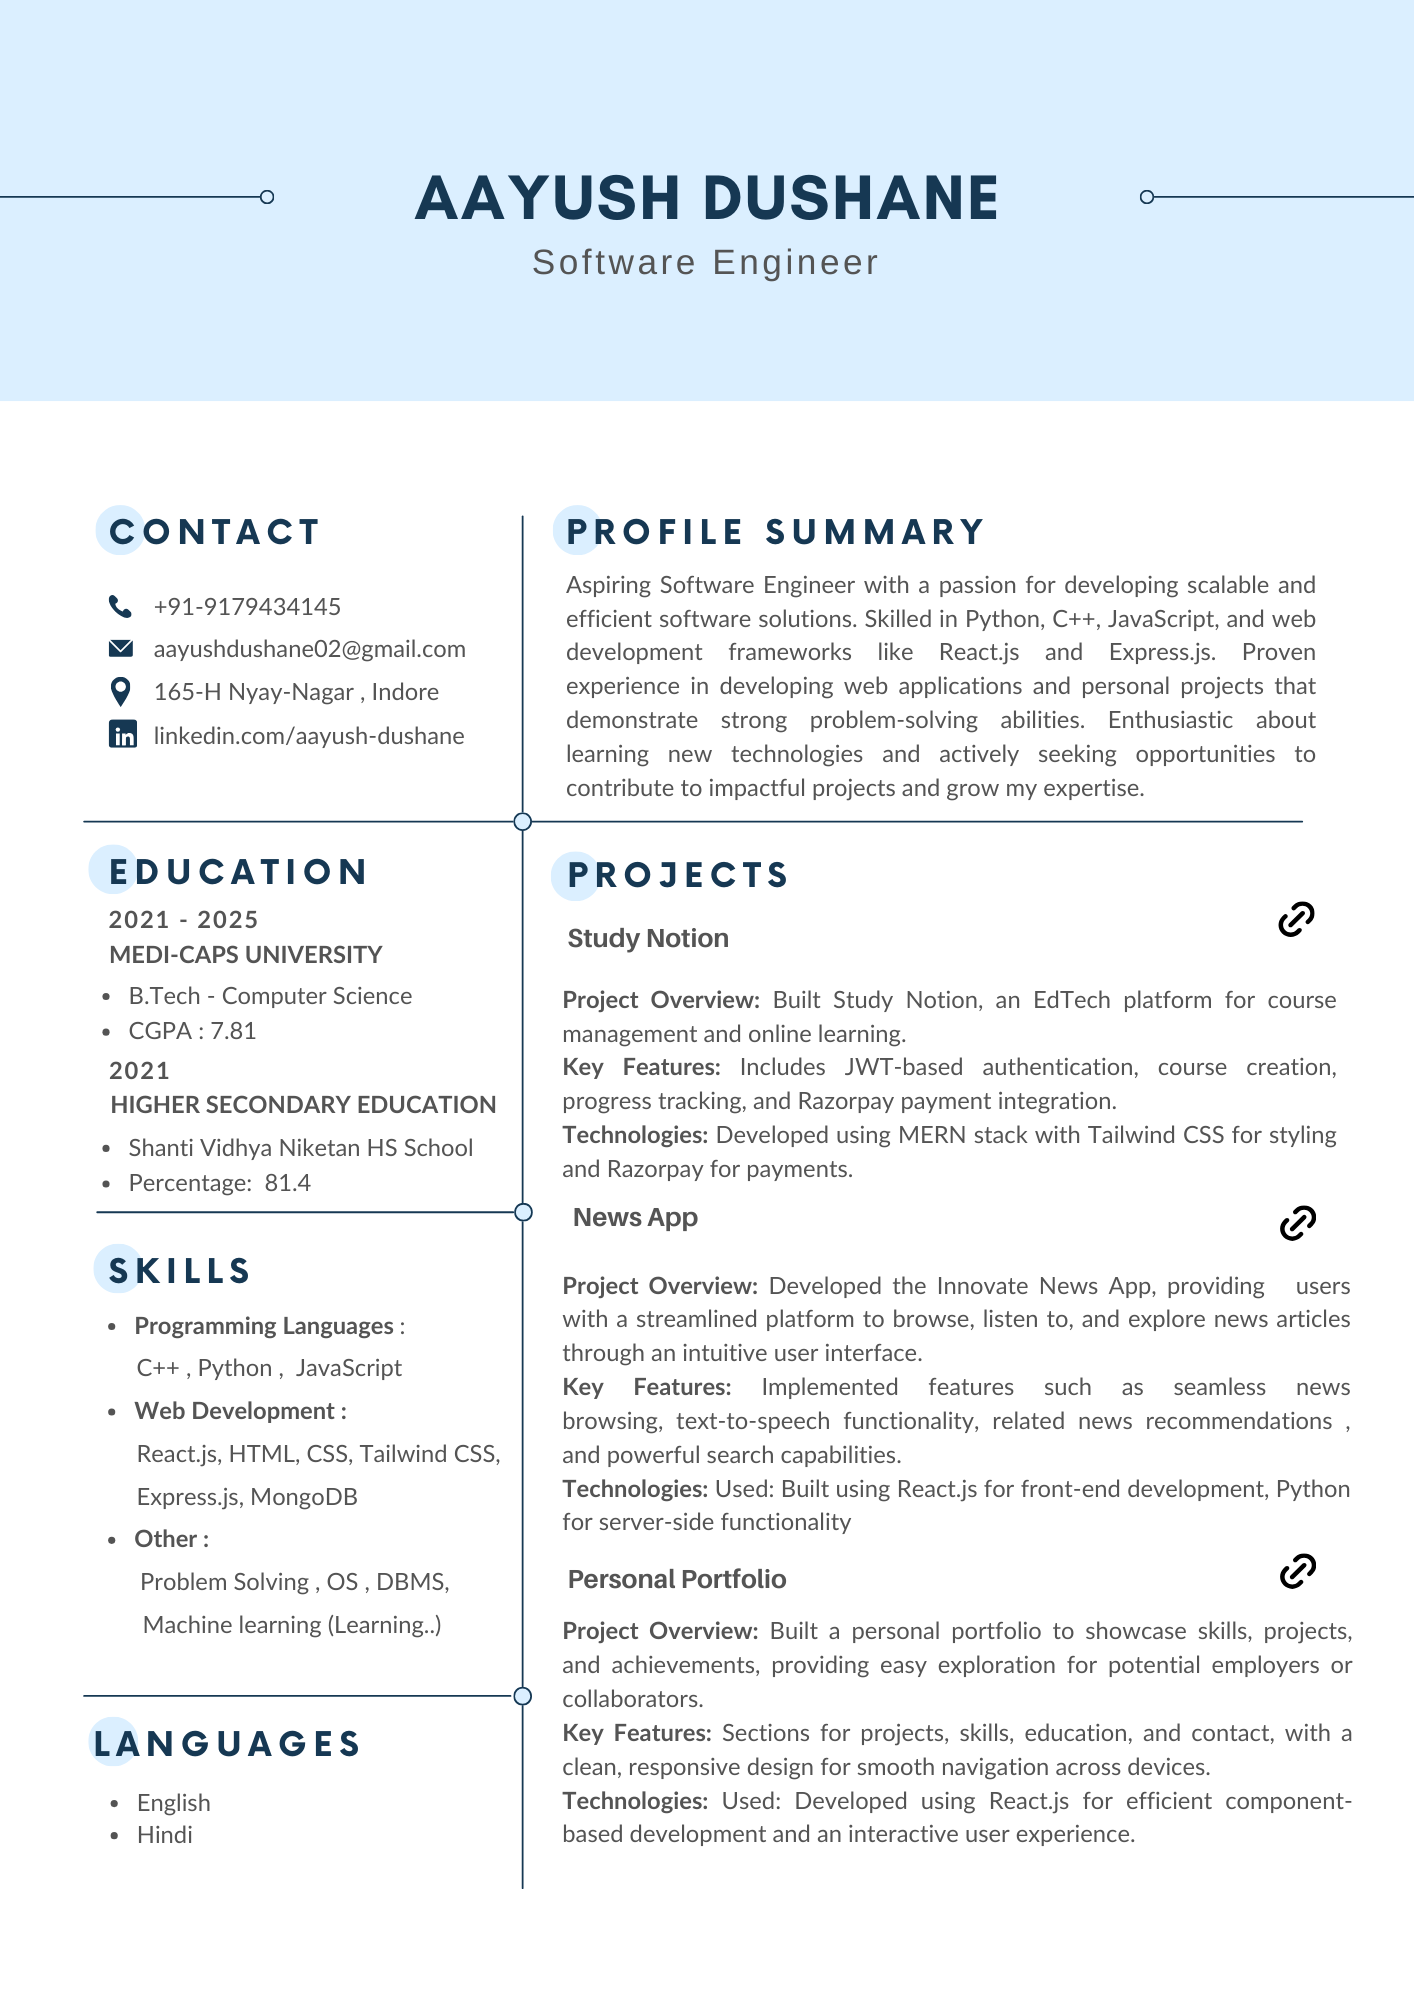 AAYUSH DUSHANE
Software Engineer
CONTACT
+91-9179434145
aayushdushane02@gmail.com
165-H Nyay-Nagar , Indore
linkedin.com/aayush-dushane
EDUCATION
2021 - 2025
MEDI-CAPS UNIVERSITY
• B.Tech - Computer Science
• CGPA : 7.81
2021
HIGHER SECONDARY EDUCATION
• Shanti Vidhya Niketan HS School
• Percentage: 81.4
SKILLS
• Programming Languages :
C++ , Python , JavaScript
• Web Development :
React.js, HTML, CSS, Tailwind CSS,
Express.js, MongoDB
• Other :
Problem Solving , OS , DBMS,
Machine learning (Learning..)
LANGUAGES
• English
• Hindi
PROFILE SUMMARY
Aspiring Software Engineer with a passion for developing scalable and
efficient software solutions. Skilled in Python, C++, JavaScript, and web
development frameworks like React.js and Express.js. Proven
experience in developing web applications and personal projects that
demonstrate strong problem-solving abilities. Enthusiastic about
learning new technologies and actively seeking opportunities to
contribute to impactful projects and grow my expertise.
PROJECTS
Study Notion
Project Overview: Built Study Notion, an EdTech platform for course
management and online learning.
Key Features: Includes JWT-based authentication, course creation,
progress tracking, and Razorpay payment integration.
Technologies: Developed using MERN stack with Tailwind CSS for styling
and Razorpay for payments.
News App
Project Overview: Developed the Innovate News App, providing users
with a streamlined platform to browse, listen to, and explore news articles
through an intuitive user interface.
Key Features: Implemented features such as seamless news
browsing, text-to-speech functionality, related news recommendations ,
and powerful search capabilities.
Technologies: Used: Built using React.js for front-end development, Python
for server-side functionality
Personal Portfolio
Project Overview: Built a personal portfolio to showcase skills, projects,
and achievements, providing easy exploration for potential employers or
collaborators.
Key Features: Sections for projects, skills, education, and contact, with a
clean, responsive design for smooth navigation across devices.
Technologies: Used: Developed using React.js for efficient component-
based development and an interactive user experience.